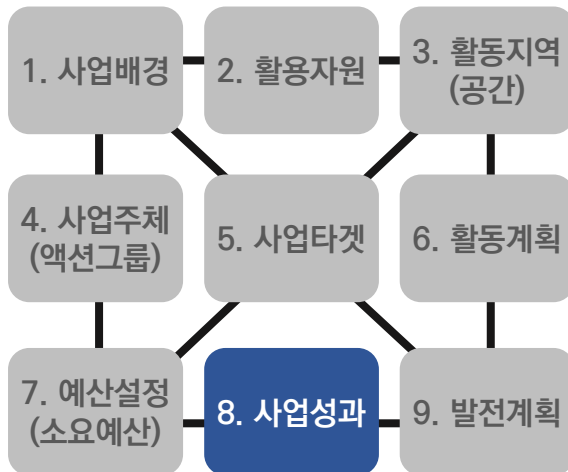 1. 사업배경
2. 활용자원
3. 활동지역
(공간)
4. 사업주체
(액션그룹)
5. 사업타겟
6. 활동계획
7. 예산설정
(소요예산)
8. 사업성과
9. 발전계획